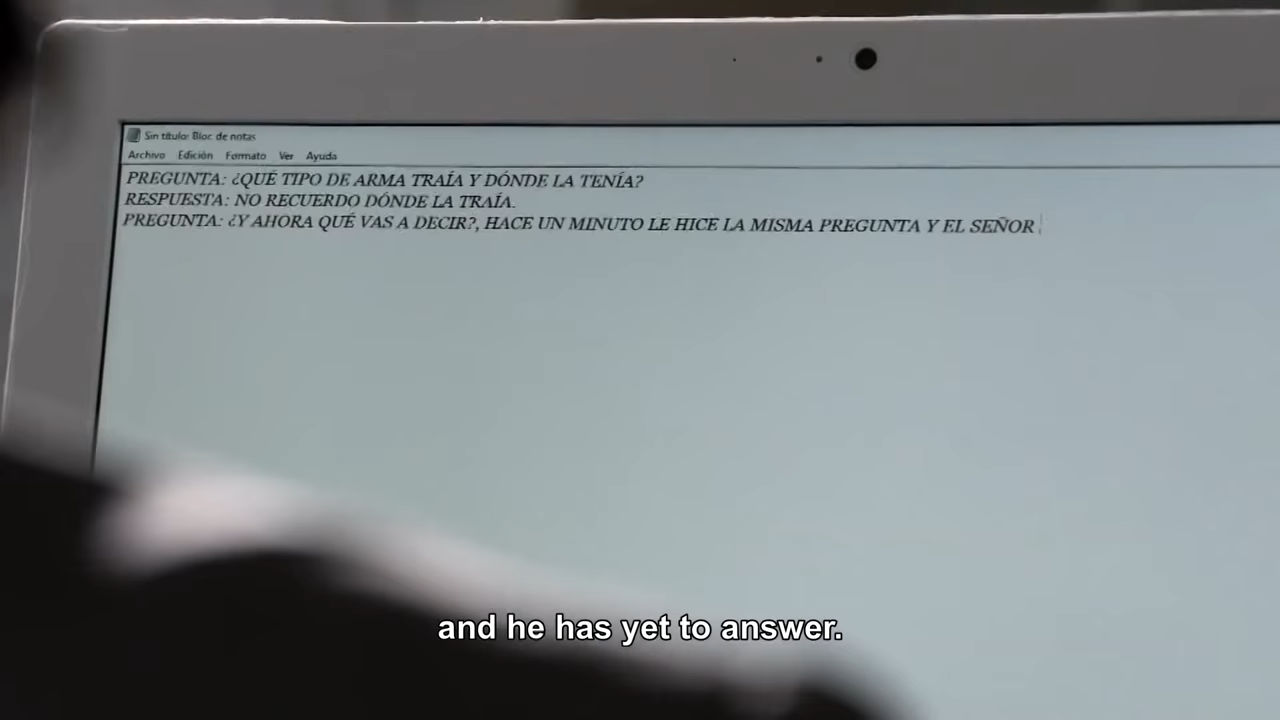 Sin título: Bloc de notas
Archivo Edición Formato Ver Ayuda
PREGUNTA: ¿QUÉ TIPO DE ARMA TRAÍA Y DÓNDE LA TENÍA?
RESPUESTA: NO RECUERDO DÓNDE LA TRAÍA.
PREGUNTA: ¿Y AHORA QUÉ VAS A DECIR?, HACE UN MINUTO LE HICE LA MISMA PREGUNTA Y EL SEÑOR
and he has yet to answer.